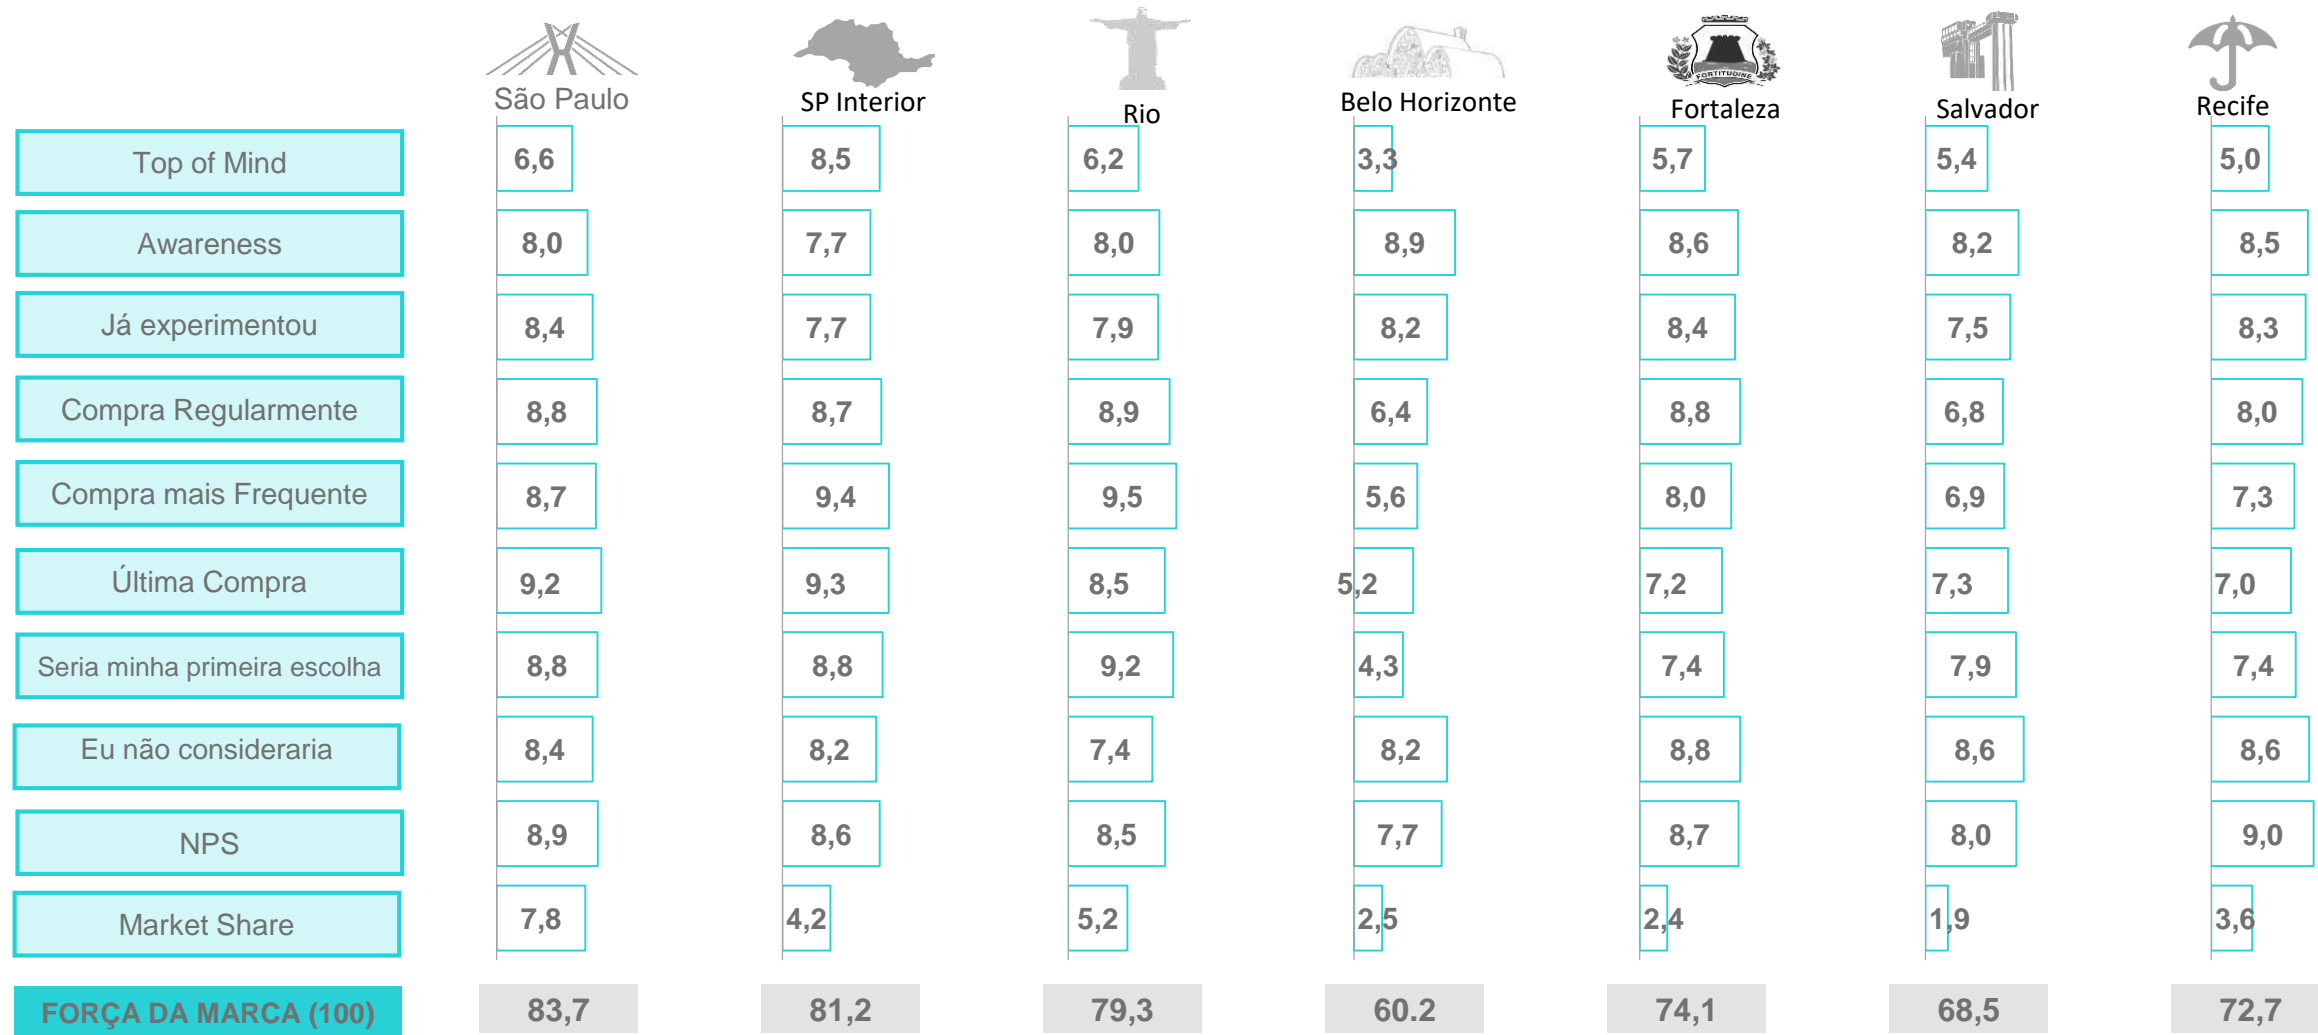 FORTITUDINE
São Paulo
SP Interior
Rio
Belo Horizonte
Fortaleza
Salvador
Recife
Top of Mind 6,6 8,5 6,2 3,3 5,7 5,4 5,0
Awareness 8,0 7,7 8,0 8,9 8,6 8,2 8,5
Já experimentou 8,4 7,7 7,9 8,2 8,4 7,5 8,3
Compra Regularmente 8,8 8,7 8,9 6,4 8,8 6,8 8,0
Compra mais Frequente 8,7 9,4 9,5 5,6 8,0 6,9 7,3
Última Compra 9,2 9,3 8,5 5,2 7,2 7,3 7,0
Seria minha primeira escolha 8,8 8,8 9,2 4,3 7,4 7,9 7,4
Eu não consideraria 8,4 8,2 7,4 8,2 8,8 8,6 8,6
NPS 8,9 8,6 8,5 7,7 8,7 8,0 9,0
Market Share 7,8 4,2 5,2 2,5 2,4 1,9 3,6
FORÇA DA MARCA (100) 83,7 81,2 79,3 60.2 74,1 68,5 72,7